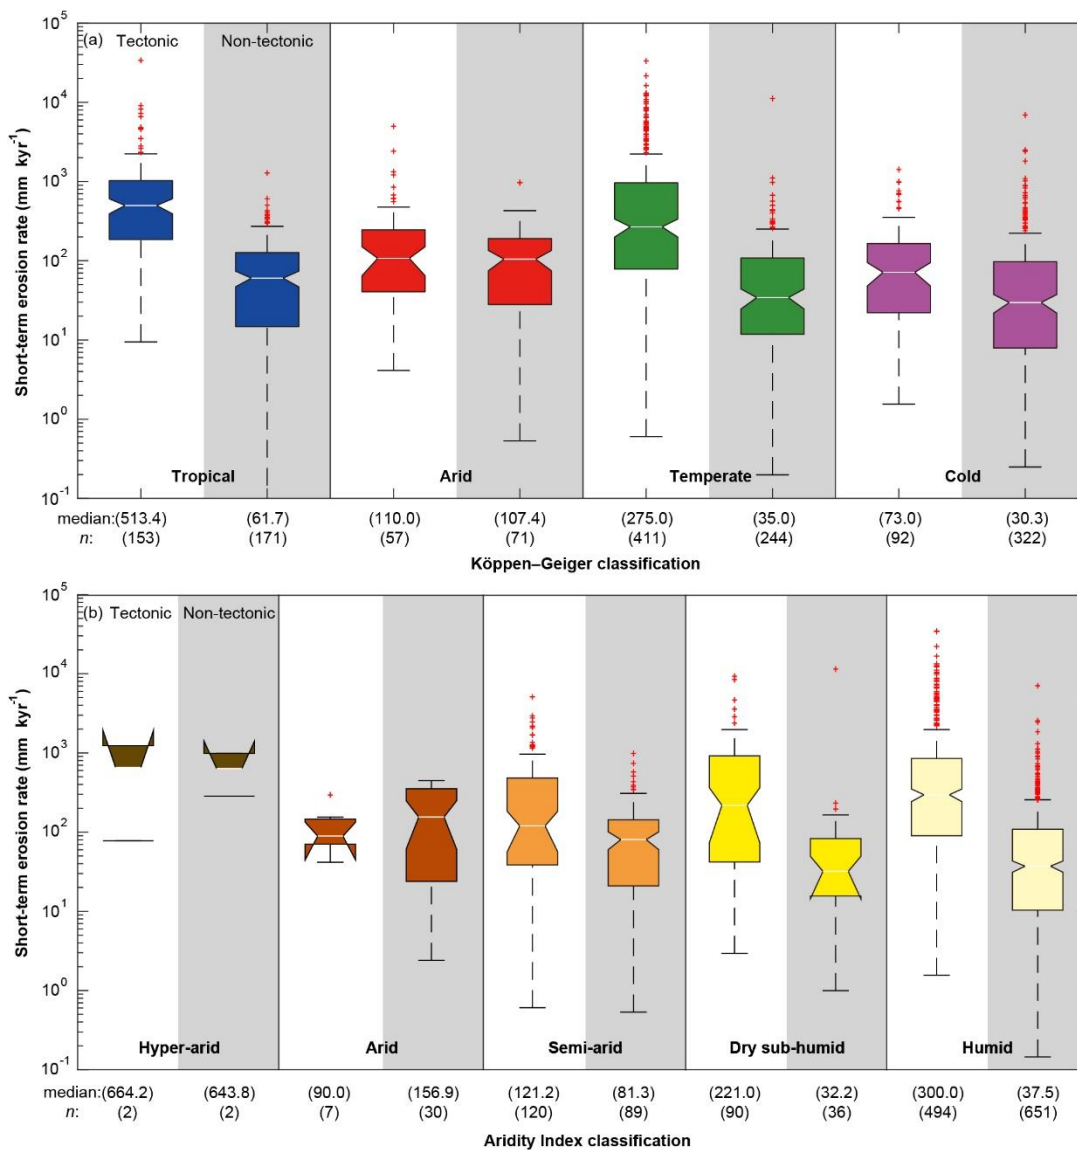 (a) Tectonic Non-tectonic
10^5
10^4
10^3
10^2
10^1
10^0
10^-1
Short-term erosion rate (mm kyr^-1)
Tropical Arid Temperate Cold
median:(513.4) (61.7) (110.0) (107.4) (275.0) (35.0) (73.0) (30.3)
n: (153) (171) (57) (71) (411) (244) (92) (322)
Köppen–Geiger classification
(b) Tectonic Non-tectonic
10^5
10^4
10^3
10^2
10^1
10^0
10^-1
Short-term erosion rate (mm kyr^-1)
Hyper-arid Arid Semi-arid Dry sub-humid Humid
median:(664.2) (643.8) (90.0) (156.9) (121.2) (81.3) (221.0) (32.2) (300.0) (37.5)
n: (2) (2) (7) (30) (120) (89) (90) (36) (494) (651)
Aridity Index classification